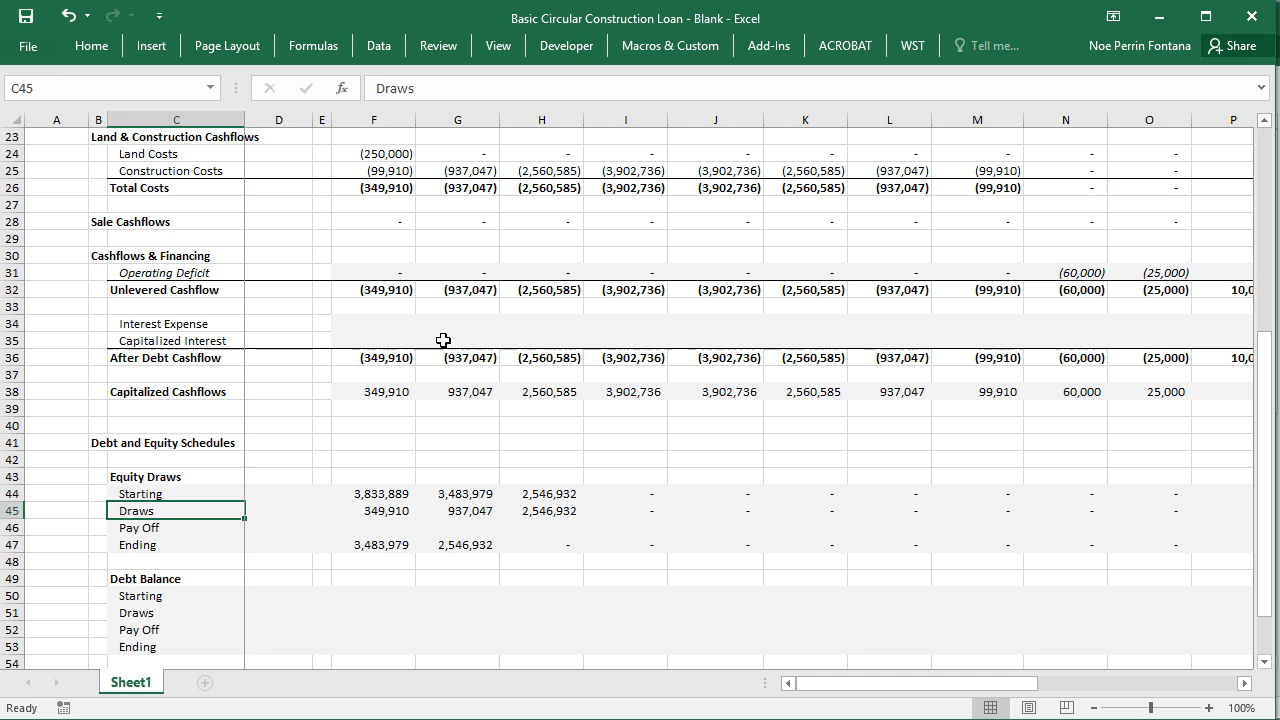 Basic Circular Construction Loan - Blank - Excel
File Home Insert Page Layout Formulas Data Review View Developer Macros & Custom Add-Ins ACROBAT WST Tell me... Noe Perrin Fontana Share
C45 fx Draws
A B C D E F G H I J K L M N O P
23 Land & Construction Cashflows
24 Land Costs (250,000) - - - - - - - - -
25 Construction Costs (99,910) (937,047) (2,560,585) (3,902,736) (3,902,736) (2,560,585) (937,047) (99,910) - -
26 Total Costs (349,910) (937,047) (2,560,585) (3,902,736) (3,902,736) (2,560,585) (937,047) (99,910) - -
27
28 Sale Cashflows - - - - - - - - - -
29
30 Cashflows & Financing
31 Operating Deficit - - - - - - - - (60,000) (25,000)
32 Unlevered Cashflow (349,910) (937,047) (2,560,585) (3,902,736) (3,902,736) (2,560,585) (937,047) (99,910) (60,000) (25,000) 10,0
33
34 Interest Expense
35 Capitalized Interest
36 After Debt Cashflow (349,910) (937,047) (2,560,585) (3,902,736) (3,902,736) (2,560,585) (937,047) (99,910) (60,000) (25,000) 10,0
37
38 Capitalized Cashflows 349,910 937,047 2,560,585 3,902,736 3,902,736 2,560,585 937,047 99,910 60,000 25,000
39
40
41 Debt and Equity Schedules
42
43 Equity Draws
44 Starting 3,833,889 3,483,979 2,546,932 - - - - - - -
45 Draws 349,910 937,047 2,546,932 - - - - - - -
46 Pay Off
47 Ending 3,483,979 2,546,932 - - - - - - - -
48
49 Debt Balance
50 Starting
51 Draws
52 Pay Off
53 Ending
54
Sheet1
Ready 100%